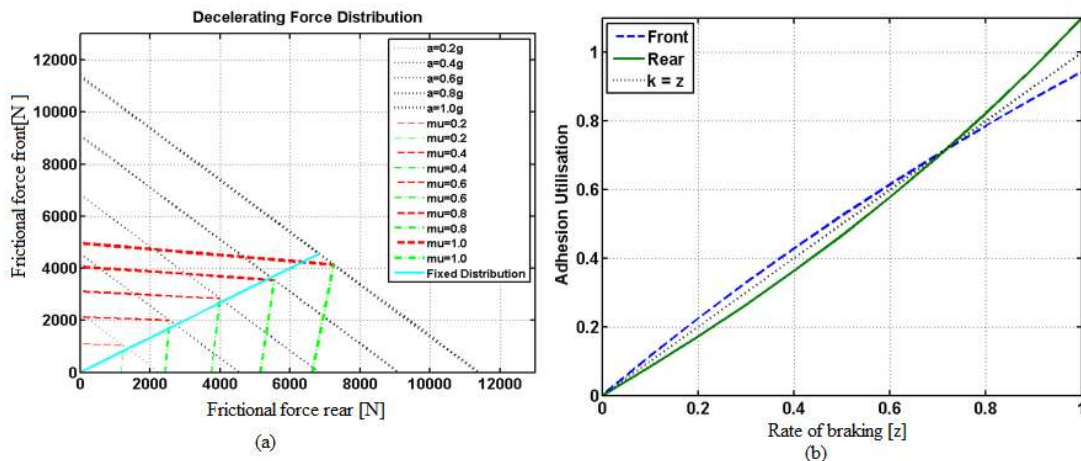 Decelerating Force Distribution
Frictional force front[N ]
12000
10000
8000
6000
4000
2000
0
0 2000 4000 6000 8000 10000 12000
Frictional force rear [N]
a=0.2g
a=0.4g
a=0.6g
a=0.8g
a=1.0g
mu=0.2
mu=0.2
mu=0.4
mu=0.4
mu=0.6
mu=0.6
mu=0.8
mu=0.8
mu=1.0
mu=1.0
Fixed Distribution
(a)
Adhesion Utilisation
1
0.8
0.6
0.4
0.2
0
0 0.2 0.4 0.6 0.8 1
Rate of braking [z]
Front
Rear
k = z
(b)